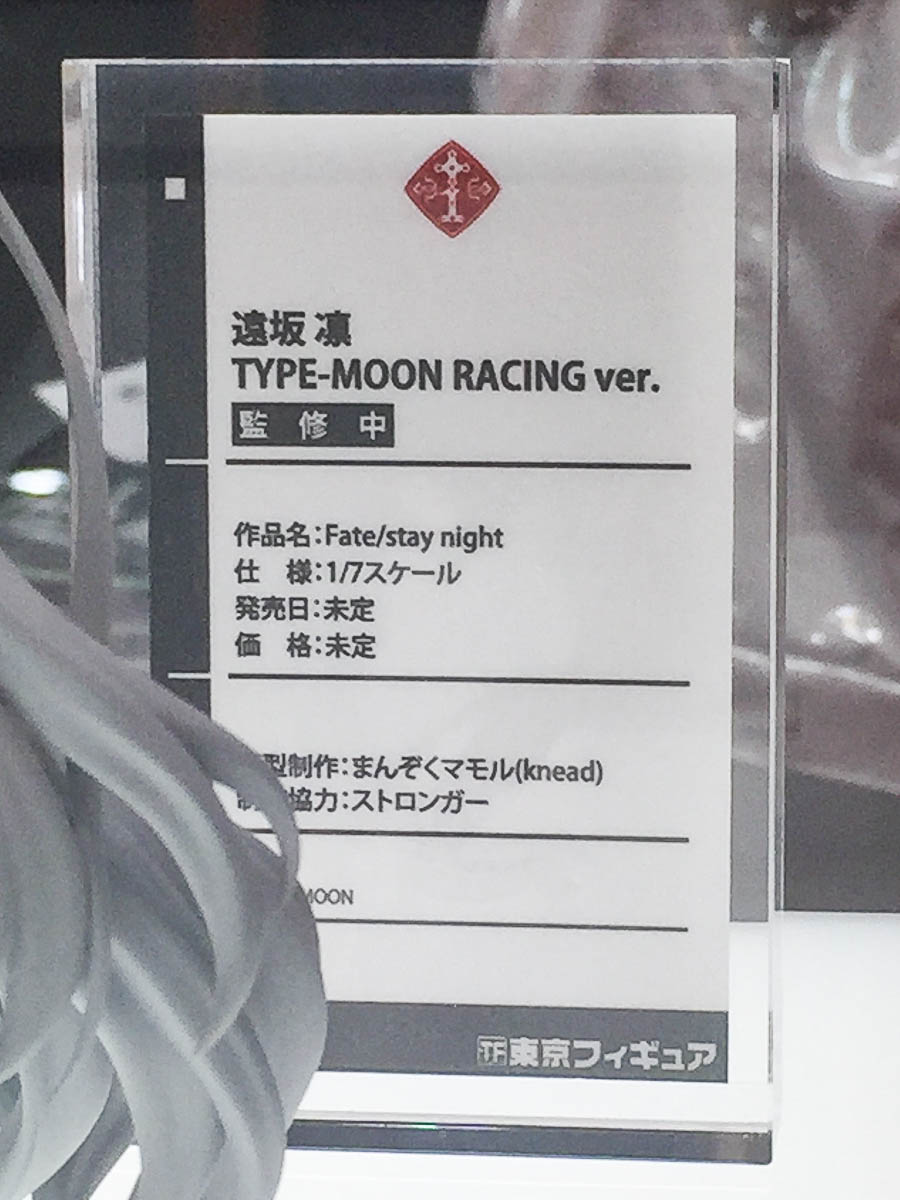 遠坂 凛
TYPE-MOON RACING ver.
監 修 中
作品名：Fate/stay night
仕　様：1/7スケール
発売日：未定
価　格：未定
型制作：まんぞくマモル(knead)
協力：ストロンガー
MOON
TF 東京フィギュア